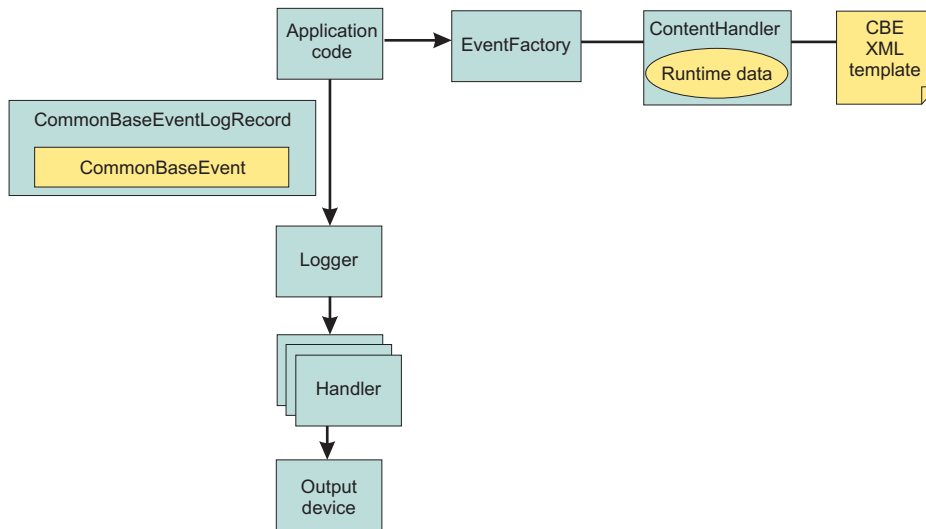 Application
code
EventFactory
ContentHandler
Runtime data
CBE
XML
template
CommonBaseEventLogRecord
CommonBaseEvent
Logger
Handler
Output
device